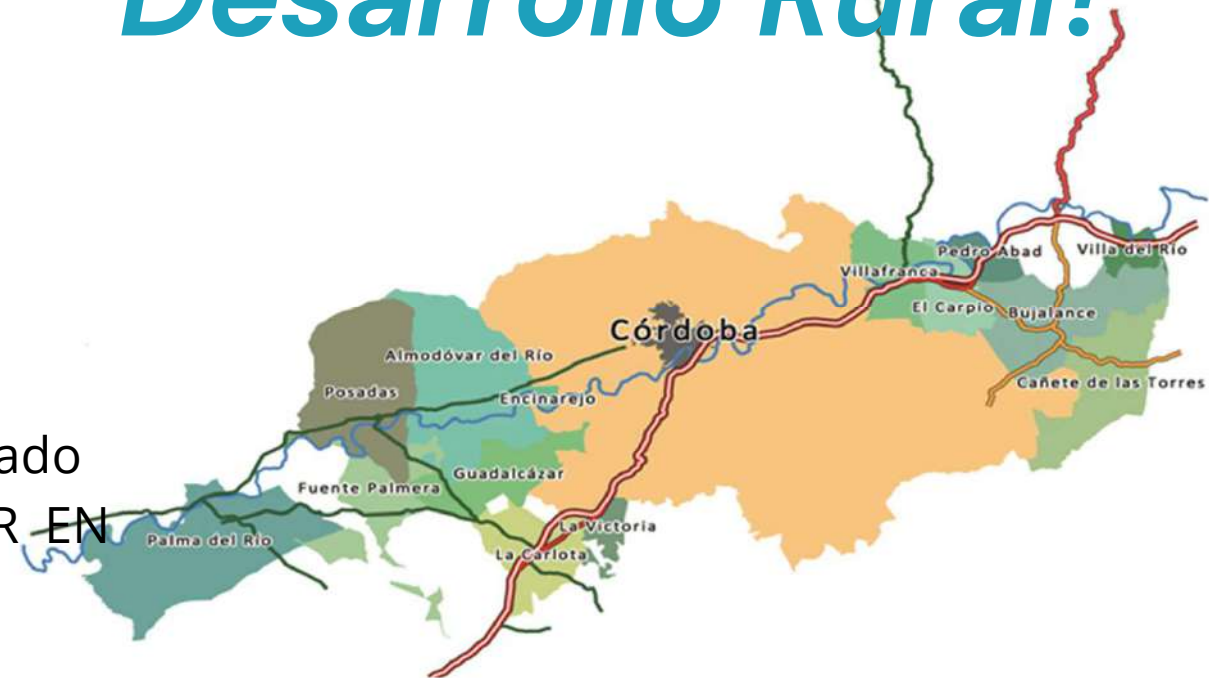 Desarrollo Rural!
Pedro Abad
Villa del Río
Villafranca
El Carpio
Bujalance
Córdoba
Almodóvar del Río
Cañete de las Torres
Posadas
Encinarejo
ado
Guadalcázar
Fuente Palmera
R EN
La Victoria
Palma del Río
La Carlota